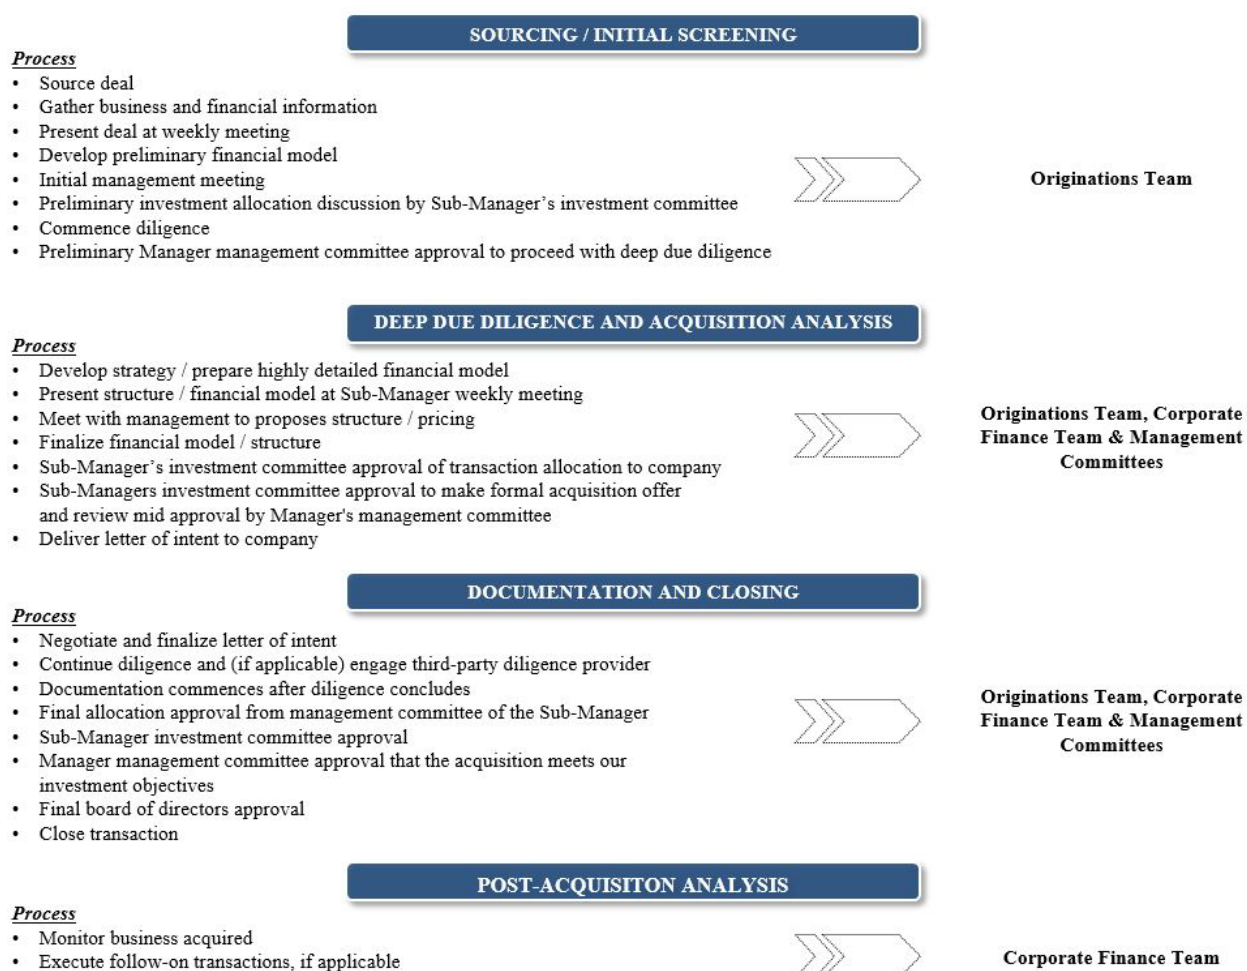 SOURCING / INITIAL SCREENING
Process
• Source deal
• Gather business and financial information
• Present deal at weekly meeting
• Develop preliminary financial model
• Initial management meeting
• Preliminary investment allocation discussion by Sub-Manager’s investment committee
• Commence diligence
• Preliminary Manager management committee approval to proceed with deep due diligence
Originations Team
DEEP DUE DILIGENCE AND ACQUISITION ANALYSIS
Process
• Develop strategy / prepare highly detailed financial model
• Present structure / financial model at Sub-Manager weekly meeting
• Meet with management to proposes structure / pricing
• Finalize financial model / structure
• Sub-Manager’s investment committee approval of transaction allocation to company
• Sub-Managers investment committee approval to make formal acquisition offer
and review mid approval by Manager's management committee
• Deliver letter of intent to company
Originations Team, Corporate
Finance Team & Management
Committees
DOCUMENTATION AND CLOSING
Process
• Negotiate and finalize letter of intent
• Continue diligence and (if applicable) engage third-party diligence provider
• Documentation commences after diligence concludes
• Final allocation approval from management committee of the Sub-Manager
• Sub-Manager investment committee approval
• Manager management committee approval that the acquisition meets our
investment objectives
• Final board of directors approval
• Close transaction
Originations Team, Corporate
Finance Team & Management
Committees
POST-ACQUISITON ANALYSIS
Process
• Monitor business acquired
• Execute follow-on transactions, if applicable
Corporate Finance Team